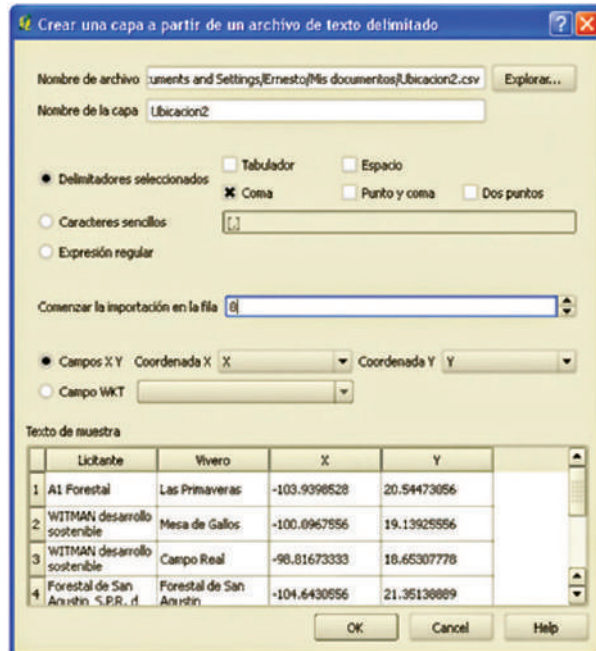 Crear una capa a partir de un archivo de texto delimitado
Nombre de archivo :uments and Settings/Ernesto/Mis documentos/Ubicacion2.csv Explorar...
Nombre de la capa Ubicacion2
Tabulador Espacio
Delimitadores seleccionados
Coma Punto y coma Dos puntos
Caracteres sencillos [,]
Expresión regular
Comenzar la importación en la fila 0
Campos X Y Coordenada X X Coordenada Y Y
Campo WKT
Texto de muestra
Licitante Vivero X Y
1 A1 Forestal Las Primaveras -103.9398528 20.54473056
2 WITMAN desarrollo sostenible Mesa de Gallos -100.0967556 19.13925556
3 WITMAN desarrollo sostenible Campo Real -98.81673333 18.65307778
4 Forestal de San Agustin, S.P.R. d Forestal de San Agustin -104.6430556 21.35138889
OK Cancel Help